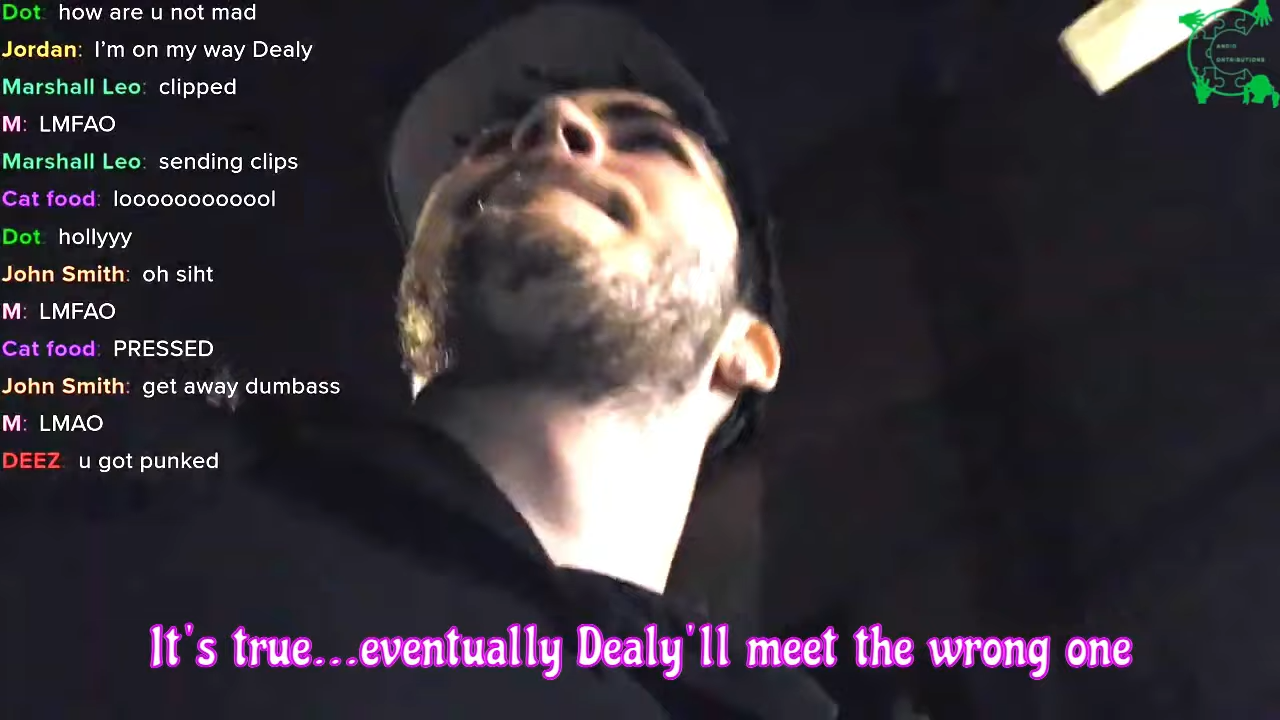 Dot: how are u not mad
Jordan: I’m on my way Dealy
Marshall Leo: clipped
M: LMFAO
Marshall Leo: sending clips
Cat food: loooooooooool
Dot: hollyyy
John Smith: oh siht
M: LMFAO
Cat food: PRESSED
John Smith: get away dumbass
M: LMAO
DEEZ: u got punked
It's true...eventually Dealy'll meet the wrong one